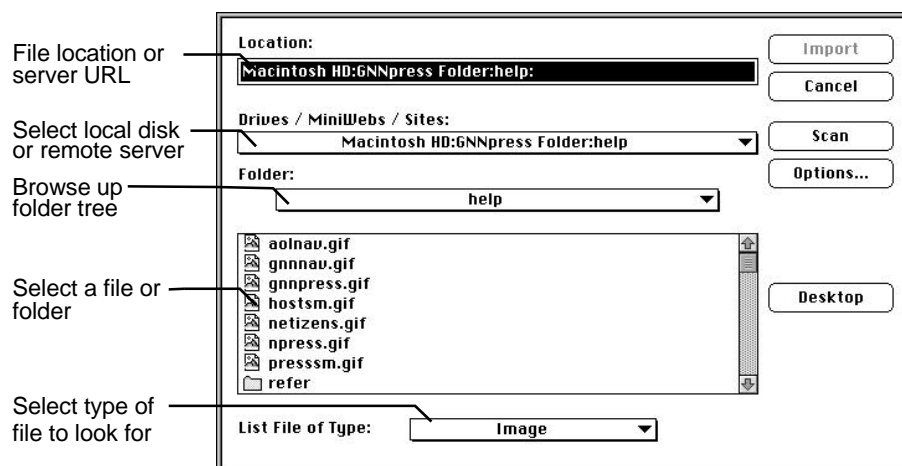 File location or
server URL
Select local disk
or remote server
Browse up
folder tree
Select a file or
folder
Select type of
file to look for
Location:
Macintosh HD:GNNpress Folder:help:
Drives / MiniWebs / Sites:
Macintosh HD:GNNpress Folder:help
Folder:
help
aolnav.gif
gnnnav.gif
gnnpress.gif
hostsm.gif
netizens.gif
npress.gif
presssm.gif
refer
List File of Type:
Image
Import
Cancel
Scan
Options...
Desktop